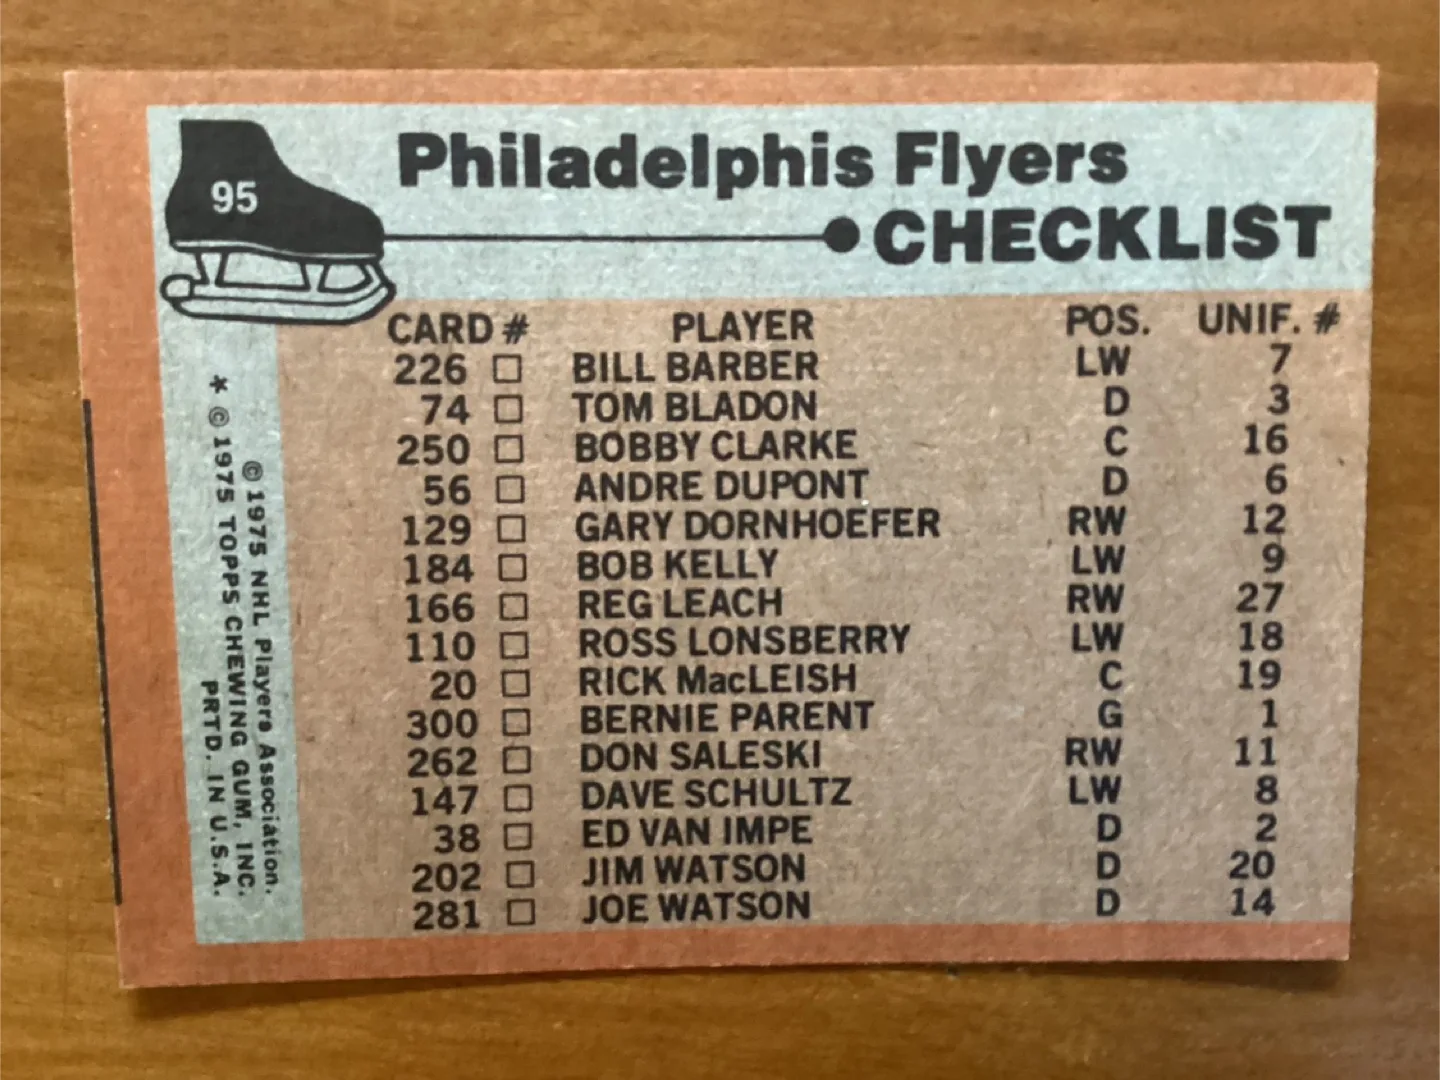 95
Philadelphis Flyers
CHECKLIST
CARD # PLAYER POS. UNIF. #
226 □ BILL BARBER LW 7
74 □ TOM BLADON D 3
250 □ BOBBY CLARKE C 16
56 □ ANDRE DUPONT D 6
129 □ GARY DORNHOEFER RW 12
184 □ BOB KELLY LW 9
166 □ REG LEACH RW 27
110 □ ROSS LONSBERRY LW 18
20 □ RICK MacLEISH C 19
300 □ BERNIE PARENT G 1
262 □ DON SALESKI RW 11
147 □ DAVE SCHULTZ LW 8
38 □ ED VAN IMPE D 2
202 □ JIM WATSON D 20
281 □ JOE WATSON D 14
©1975 NHL Players Association.
* ©1975 TOPPS CHEWING GUM, INC.
PRTD. IN U.S.A.